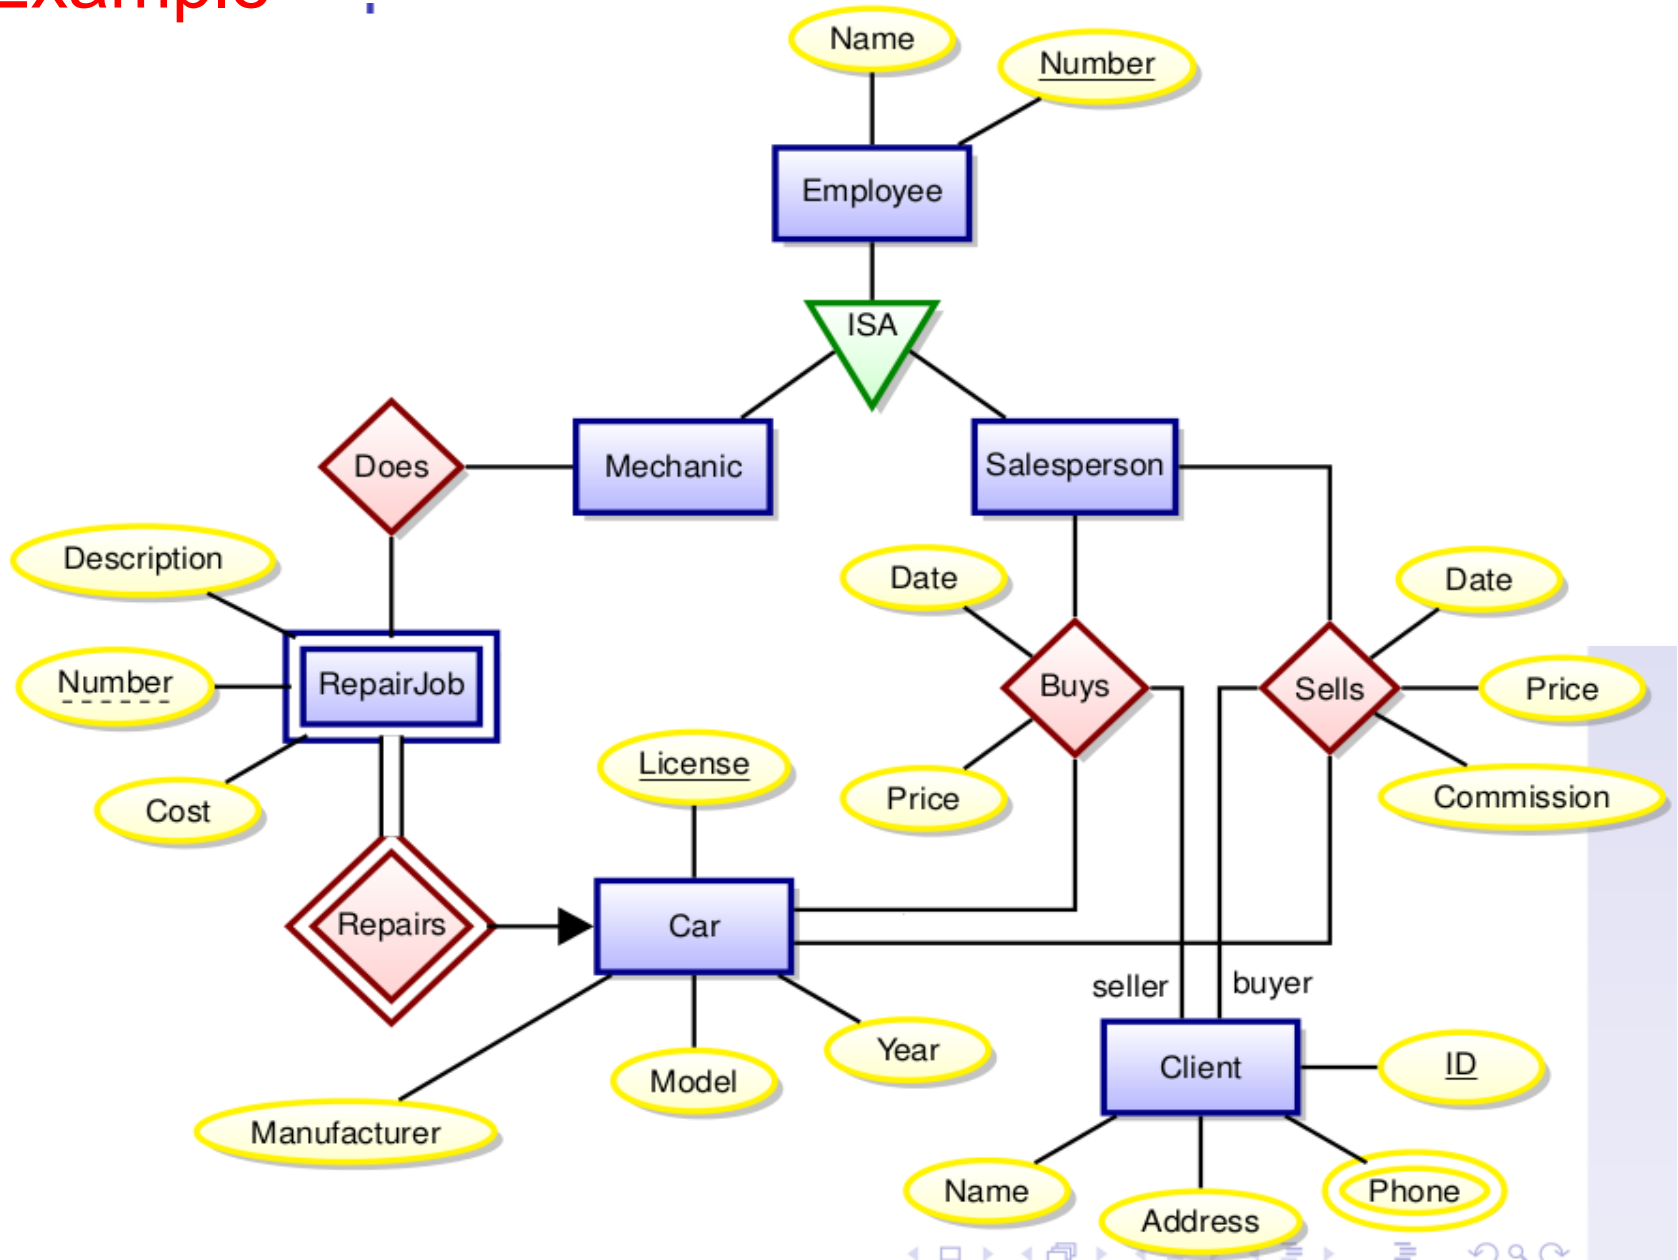 Example
Name
Number
Employee
ISA
Does
Mechanic
Salesperson
Description
Date
Date
Number
RepairJob
Buys
Sells
Price
License
Price
Commission
Cost
Repairs
Car
seller
buyer
Year
Client
ID
Model
Manufacturer
Name
Address
Phone